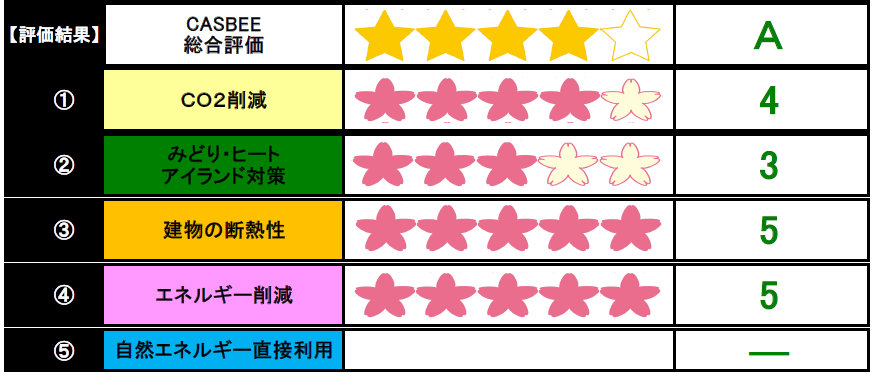 【評価結果】
CASBEE
総合評価
A
①
CO2削減
4
②
みどり・ヒート
アイランド対策
3
③
建物の断熱性
5
④
エネルギー削減
5
⑤
自然エネルギー直接利用
―